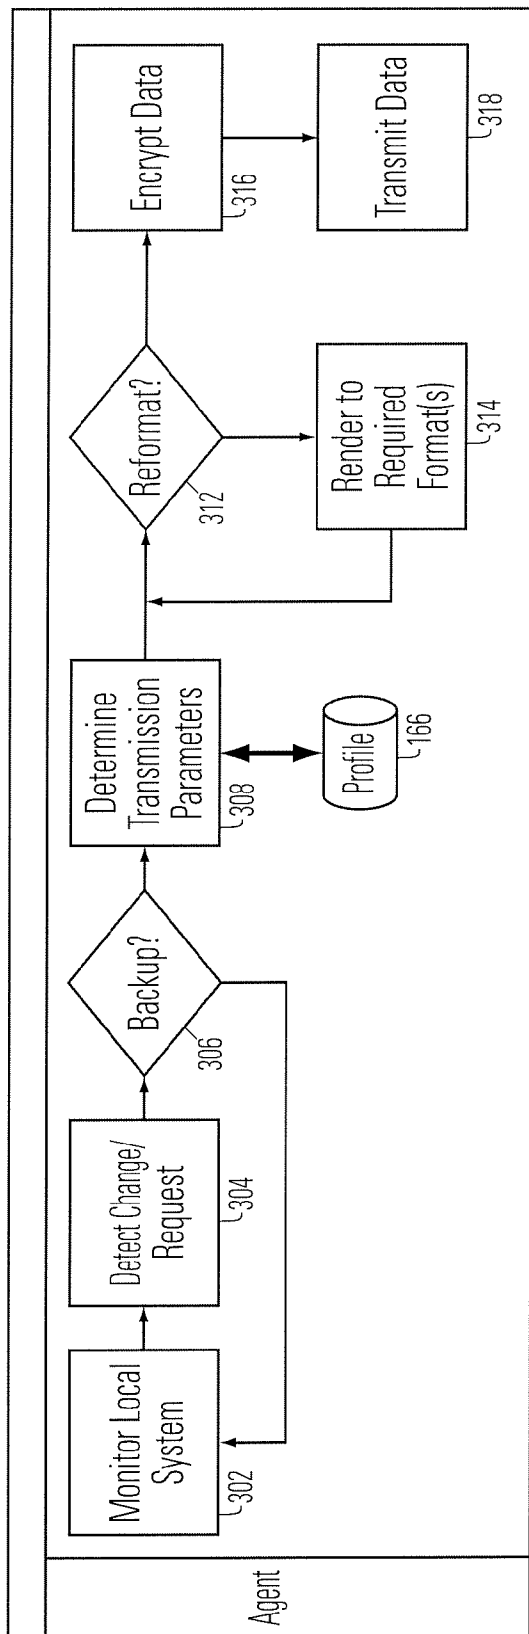 Agent
Monitor Local
System
302
Detect Change/
Request
304
Backup?
306
Determine
Transmission
Parameters
308
Profile
166
Reformat?
312
Render to
Required
Format(s)
314
Encrypt Data
316
Transmit Data
318